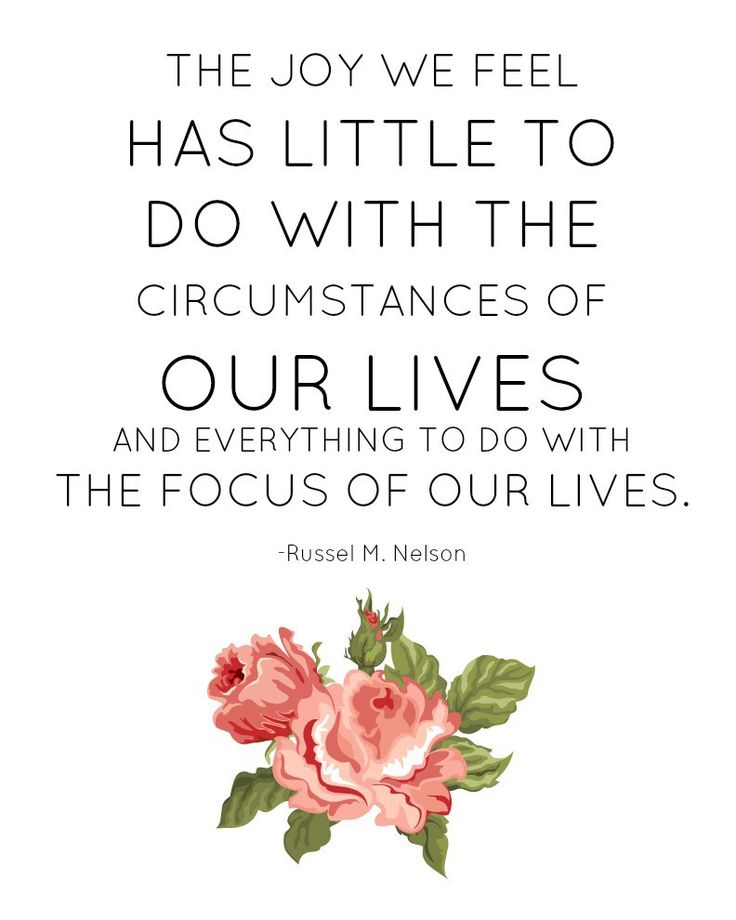 THE JOY WE FEEL
HAS LITTLE TO
DO WITH THE
CIRCUMSTANCES OF
OUR LIVES
AND EVERYTHING TO DO WITH
THE FOCUS OF OUR LIVES.
-Russel M. Nelson